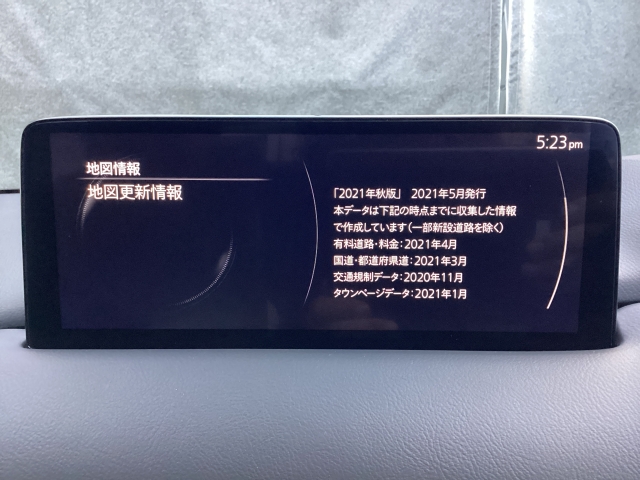 5:23pm
地図情報
地図更新情報
「2021年秋版」 2021年5月発行
本データは下記の時点までに収集した情報
で作成しています(一部新設道路を除く)
有料道路・料金:2021年4月
国道・都道府県道:2021年3月
交通規制データ:2020年11月
タウンページデータ:2021年1月